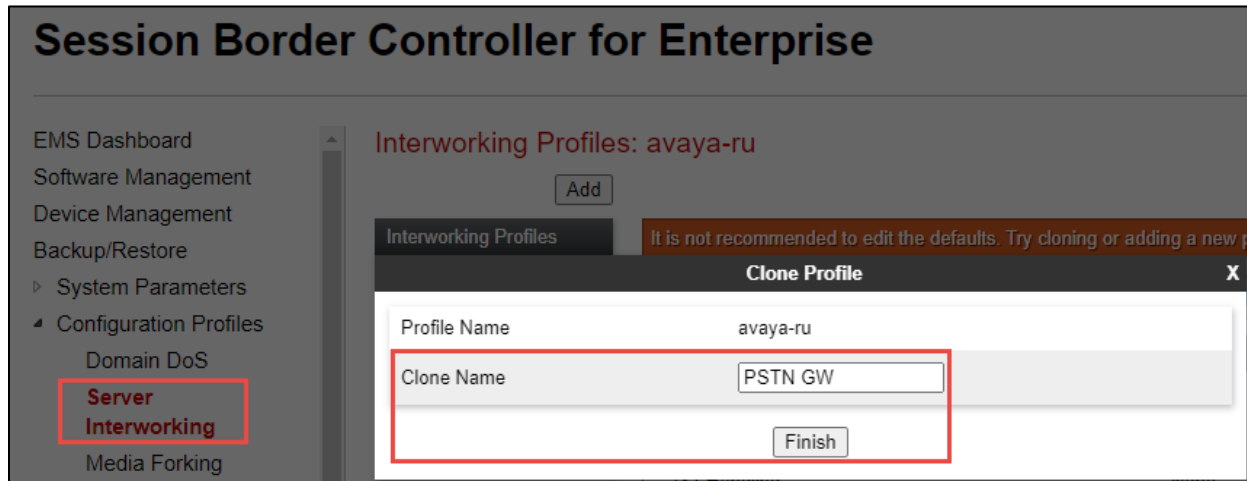 Session Border Controller for Enterprise
EMS Dashboard
Software Management
Device Management
Backup/Restore
System Parameters
Configuration Profiles
Domain DoS
Server
Interworking
Media Forking
Interworking Profiles: avaya-ru
Add
Interworking Profiles
It is not recommended to edit the defaults. Try cloning or adding a new
Clone Profile
X
Profile Name
avaya-ru
Clone Name
PSTN GW
Finish